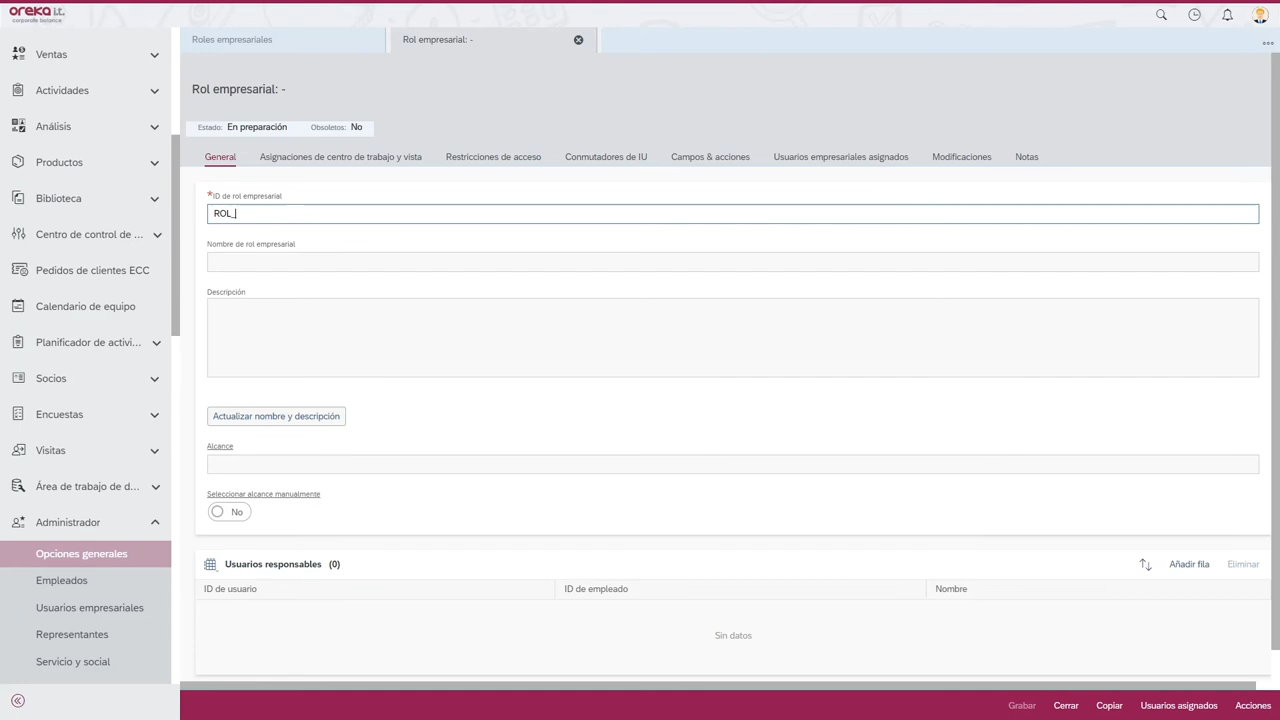 oreka i.t.
corporate balance
Roles empresariales
Rol empresarial: -
Rol empresarial: -
Estado: En preparación Obsoletos: No
General Asignaciones de centro de trabajo y vista Restricciones de acceso Conmutadores de IU Campos & acciones Usuarios empresariales asignados Modificaciones Notas
*ID de rol empresarial
ROL_
Nombre de rol empresarial
Descripción
Actualizar nombre y descripción
Alcance
Seleccionar alcance manualmente
No
Usuarios responsables (0)
Añadir fila Eliminar
ID de usuario ID de empleado Nombre
Sin datos
Ventas
Actividades
Análisis
Productos
Biblioteca
Centro de control de ...
Pedidos de clientes ECC
Calendario de equipo
Planificador de activi...
Socios
Encuestas
Visitas
Área de trabajo de d...
Administrador
Opciones generales
Empleados
Usuarios empresariales
Representantes
Servicio y social
Grabar Cerrar Copiar Usuarios asignados Acciones